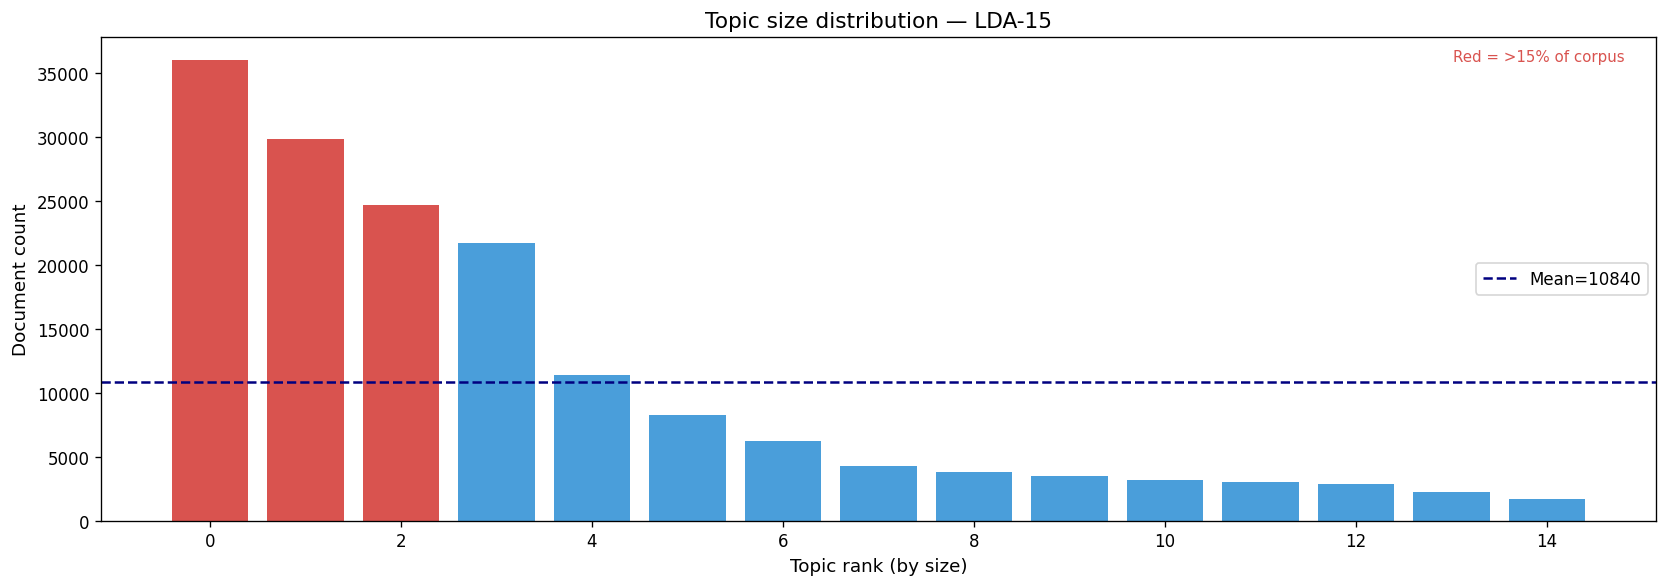 Topic size distribution — LDA-15
Red = >15% of corpus
Mean=10840
Document count
35000
30000
25000
20000
15000
10000
5000
0
0 2 4 6 8 10 12 14
Topic rank (by size)